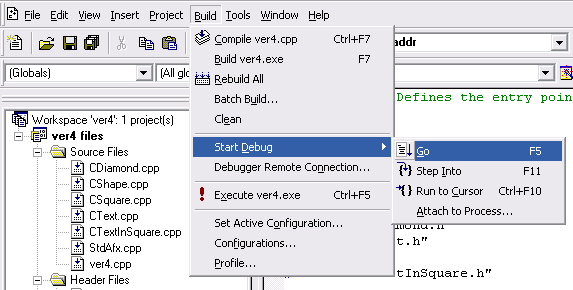 File Edit View Insert Project Build Tools Window Help
Compile ver4.cpp Ctrl+F7
addr
Build ver4.exe F7
(Globals) (All glo
Rebuild All
Batch Build...
Defines the entry poin
Clean
Workspace 'ver4': 1 project(s)
ver4 files
Start Debug
Go F5
Source Files
CDiamond.cpp
Debugger Remote Connection...
Step Into F11
CShape.cpp
CSquare.cpp
Execute ver4.exe Ctrl+F5
Run to Cursor Ctrl+F10
CText.cpp
Attach to Process...
CTextInSquare.cpp
Set Active Configuration...
mond.h"
StdAfx.cpp
Configurations...
t.h"
ver4.cpp
Profile...
Header Files
tInSquare.h"